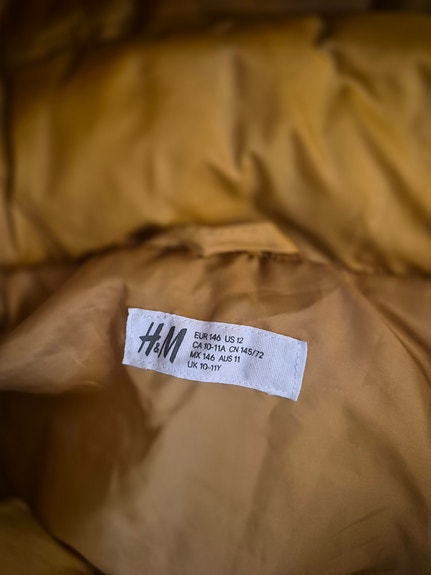 H&M
EUR 146 US 12
CA 10-11A CN 145/72
MX 146 AUS 11
UK 10-11Y